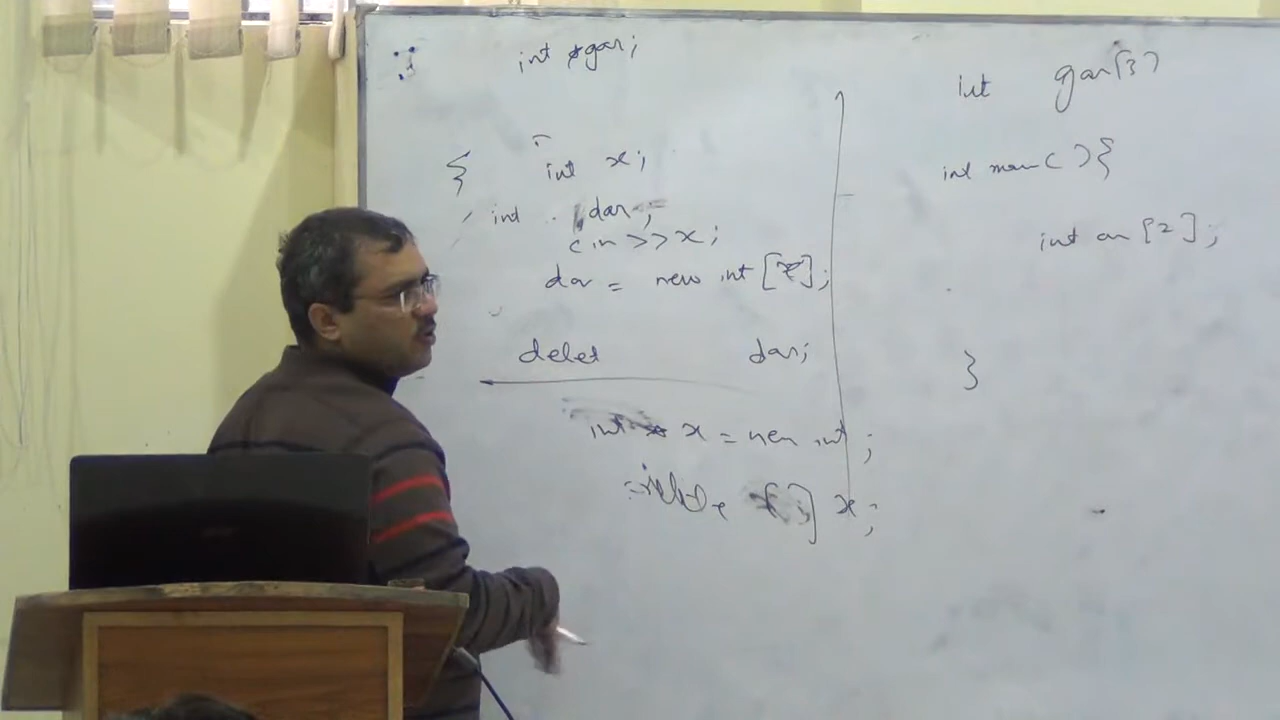 int *gar;
{ int x;
int dar;
cin >> x;
dar = new int [x];
delet dar;
int * x = new int;
] x;
int gar[3]
int main( ){
int arr [2];
}